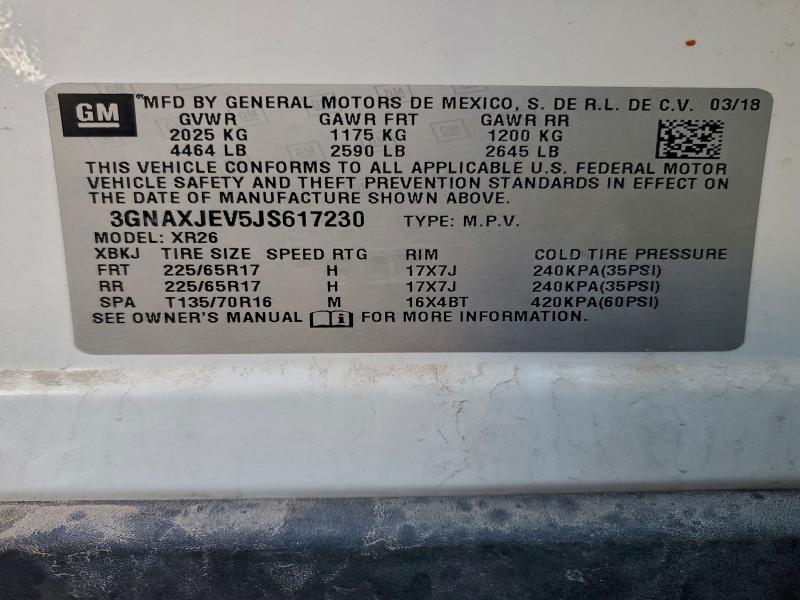 GM ®MFD BY GENERAL MOTORS DE MEXICO, S. DE R.L. DE C.V. 03/18
GVWR GAWR FRT GAWR RR
2025 KG 1175 KG 1200 KG
4464 LB 2590 LB 2645 LB
THIS VEHICLE CONFORMS TO ALL APPLICABLE U.S. FEDERAL MOTOR
VEHICLE SAFETY AND THEFT PREVENTION STANDARDS IN EFFECT ON
THE DATE OF MANUFACTURE SHOWN ABOVE.
3GNAXJEV5JS617230 TYPE: M.P.V.
MODEL: XR26
XBKJ TIRE SIZE SPEED RTG RIM COLD TIRE PRESSURE
FRT 225/65R17 H 17X7J 240KPA(35PSI)
RR 225/65R17 H 17X7J 240KPA(35PSI)
SPA T135/70R16 M 16X4BT 420KPA(60PSI)
SEE OWNER'S MANUAL i FOR MORE INFORMATION.